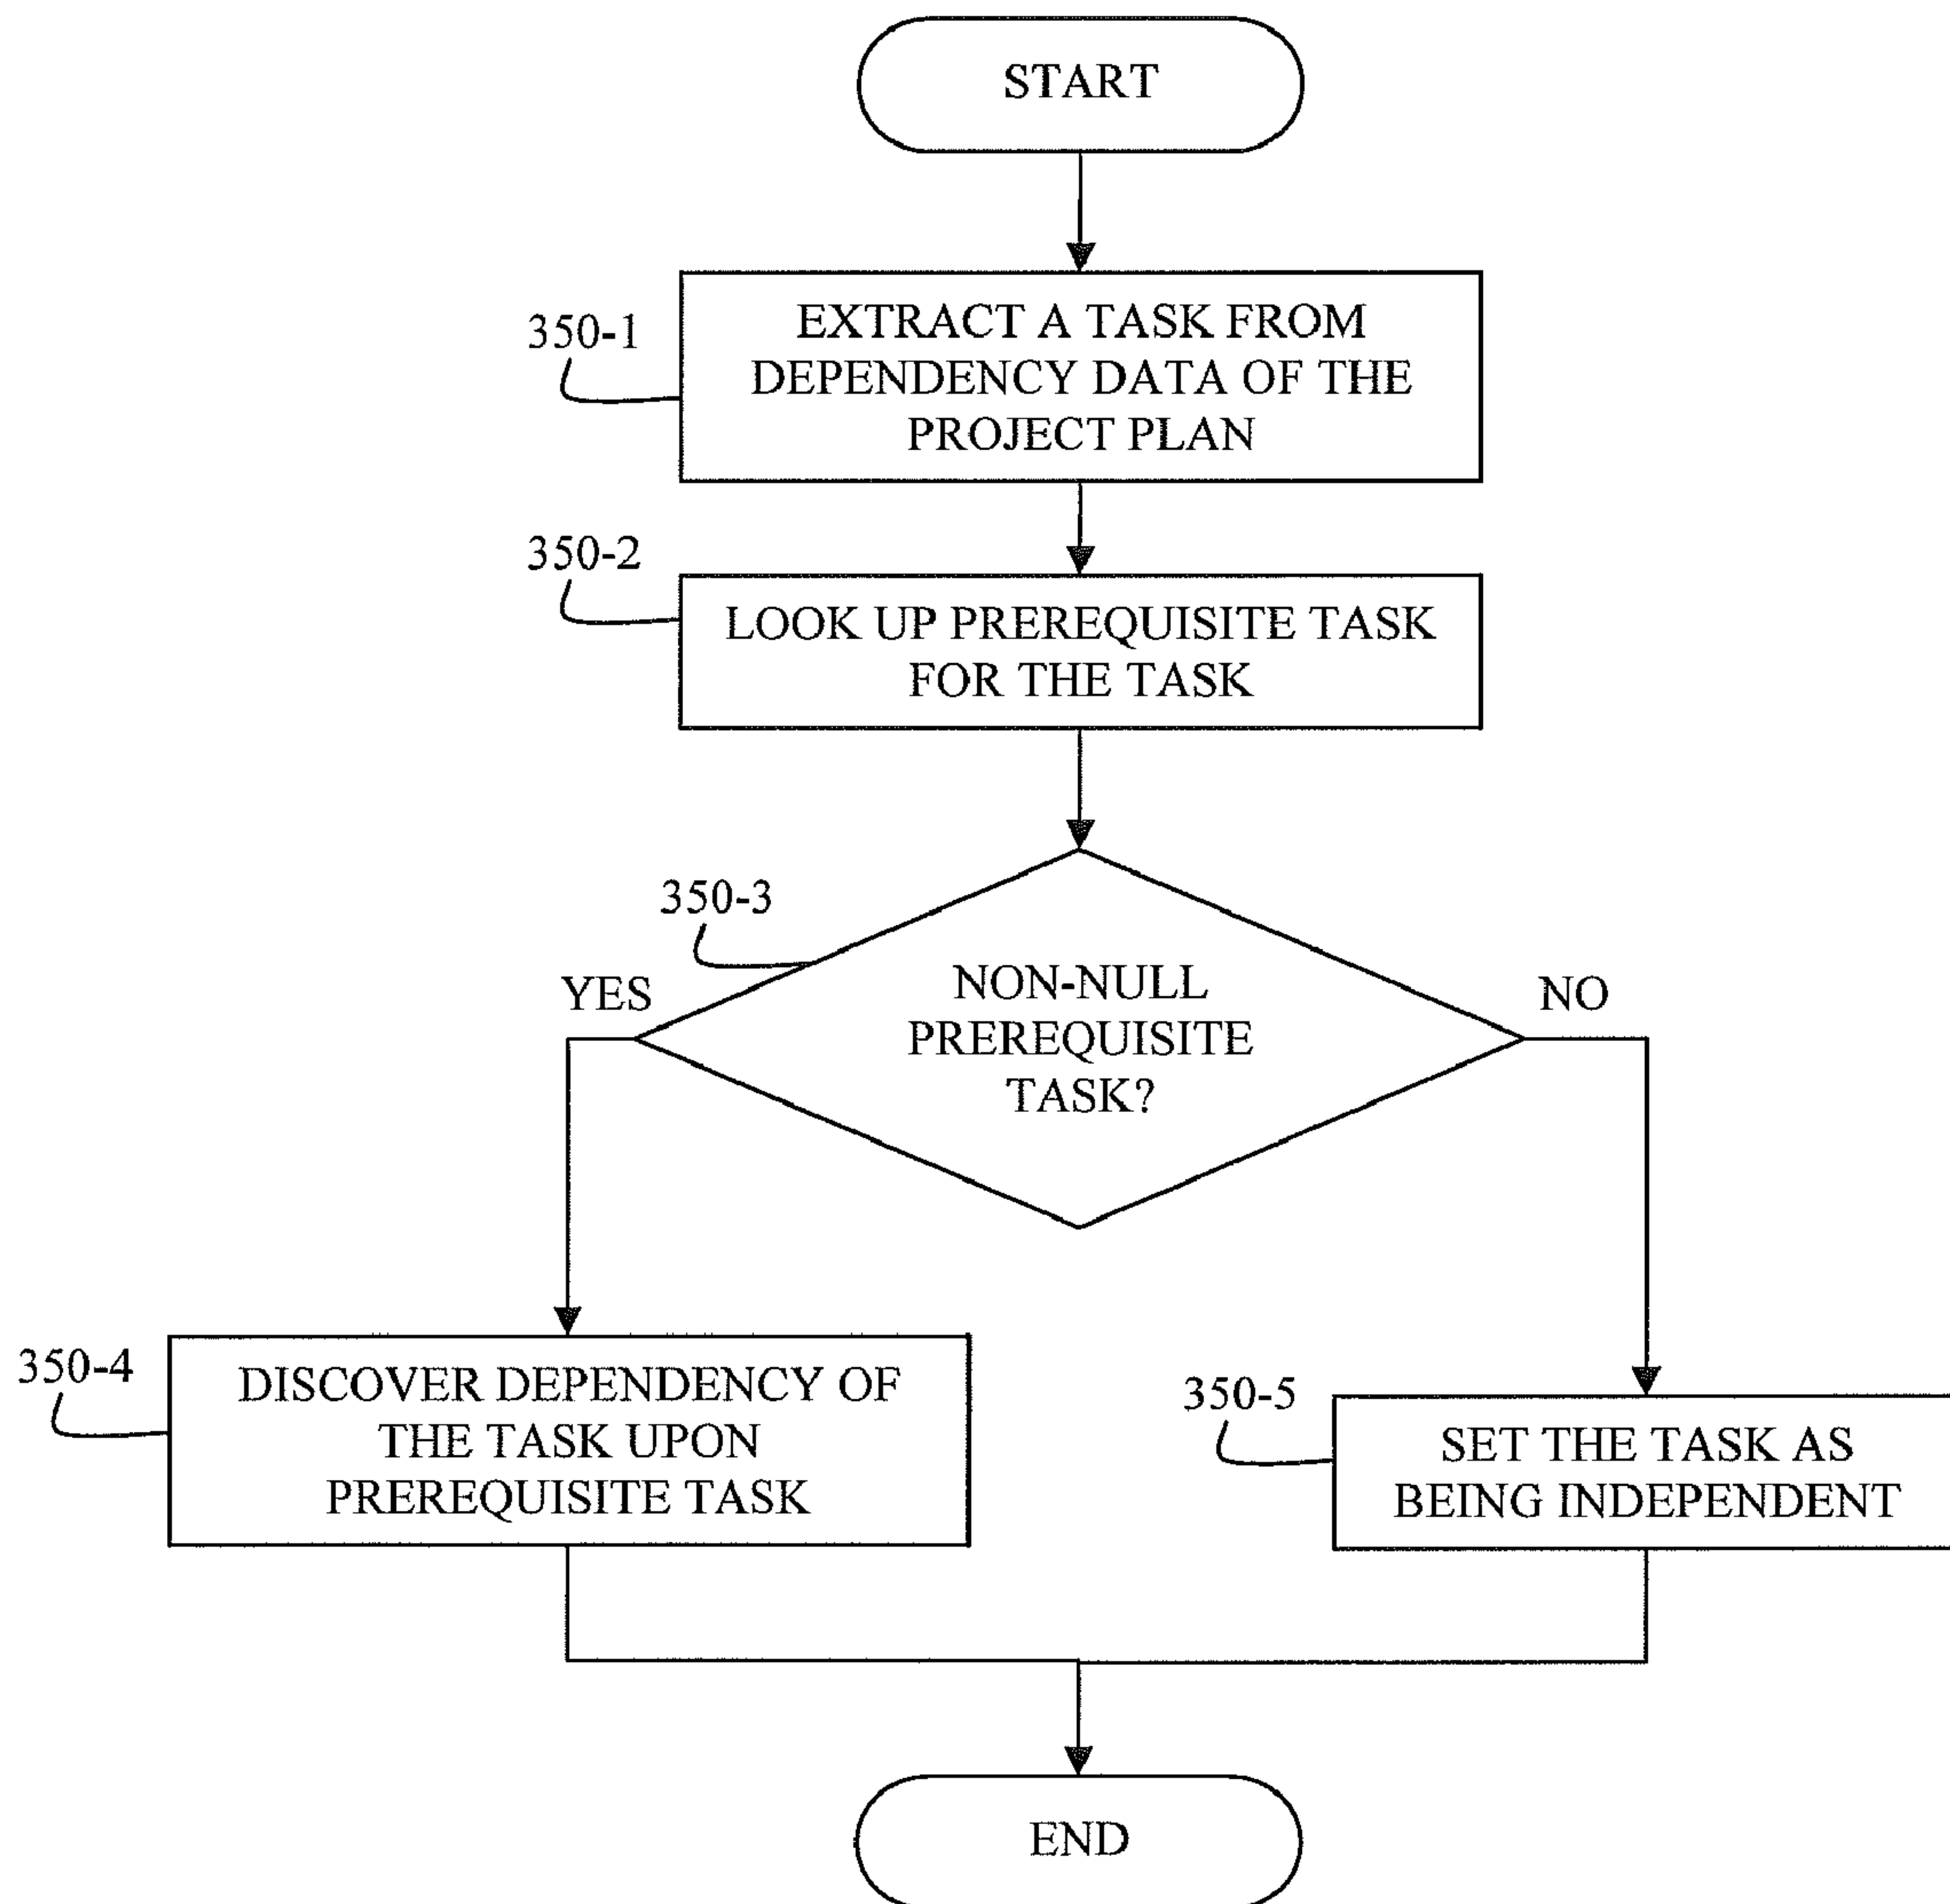 START
350-1
EXTRACT A TASK FROM
DEPENDENCY DATA OF THE
PROJECT PLAN
350-2
LOOK UP PREREQUISITE TASK
FOR THE TASK
350-3
YES
NON-NULL
PREREQUISITE
TASK?
NO
350-4
DISCOVER DEPENDENCY OF
THE TASK UPON
PREREQUISITE TASK
350-5
SET THE TASK AS
BEING INDEPENDENT
END